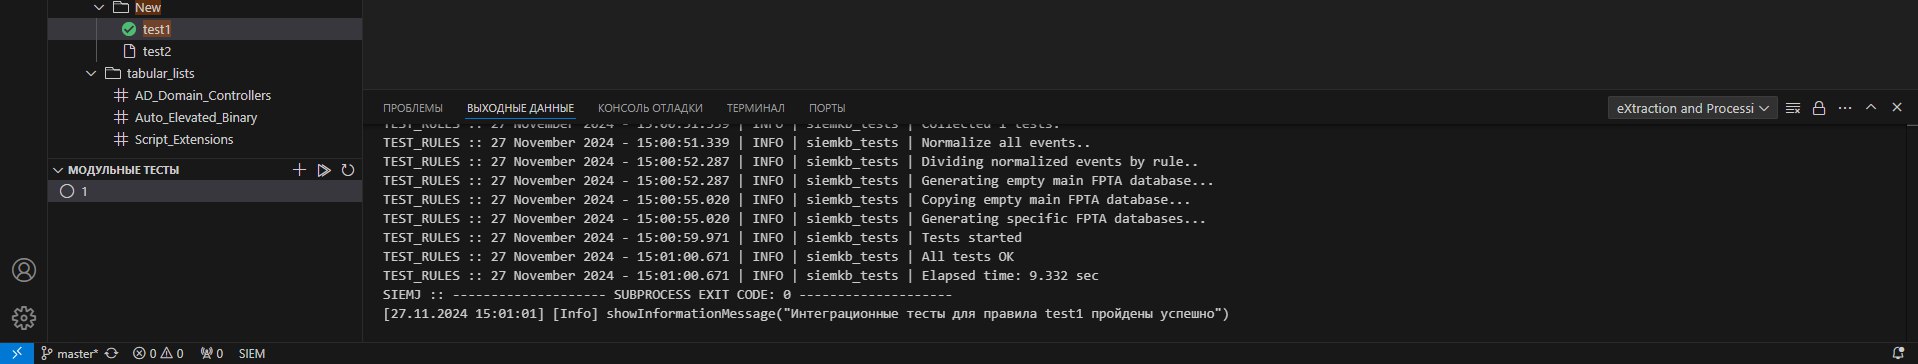 New
test1
test2
tabular_lists
AD_Domain_Controllers
Auto_Elevated_Binary
Script_Extensions
МОДУЛЬНЫЕ ТЕСТЫ
1
ПРОБЛЕМЫ ВЫХОДНЫЕ ДАННЫЕ КОНСОЛЬ ОТЛАДКИ ТЕРМИНАЛ ПОРТЫ eXtraction and Processi
TEST_RULES :: 27 November 2024 - 15:00:51.339 | INFO | siemkb_tests | Collected 1 tests.
TEST_RULES :: 27 November 2024 - 15:00:51.339 | INFO | siemkb_tests | Normalize all events..
TEST_RULES :: 27 November 2024 - 15:00:52.287 | INFO | siemkb_tests | Dividing normalized events by rule..
TEST_RULES :: 27 November 2024 - 15:00:52.287 | INFO | siemkb_tests | Generating empty main FPTA database...
TEST_RULES :: 27 November 2024 - 15:00:55.020 | INFO | siemkb_tests | Copying empty main FPTA database...
TEST_RULES :: 27 November 2024 - 15:00:55.020 | INFO | siemkb_tests | Generating specific FPTA databases...
TEST_RULES :: 27 November 2024 - 15:00:59.971 | INFO | siemkb_tests | Tests started
TEST_RULES :: 27 November 2024 - 15:01:00.671 | INFO | siemkb_tests | All tests OK
TEST_RULES :: 27 November 2024 - 15:01:00.671 | INFO | siemkb_tests | Elapsed time: 9.332 sec
SIEMJ :: -------------------- SUBPROCESS EXIT CODE: 0 --------------------
[27.11.2024 15:01:01] [Info] showInformationMessage("Интеграционные тесты для правила test1 пройдены успешно")
master* 0 0 0 SIEM